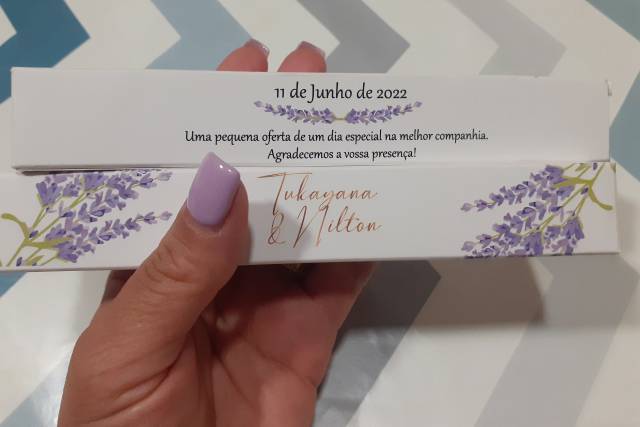 11 de Junho de 2022
Uma pequena oferta de um dia especial na melhor companhia.
Agradecemos a vossa presença!
Tukayana
& Nilton